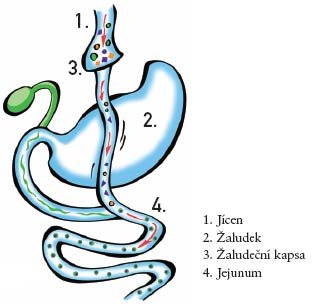 1.
3.
2.
4.
1. Jícen
2. Žaludek
3. Žaludeční kapsa
4. Jejunum